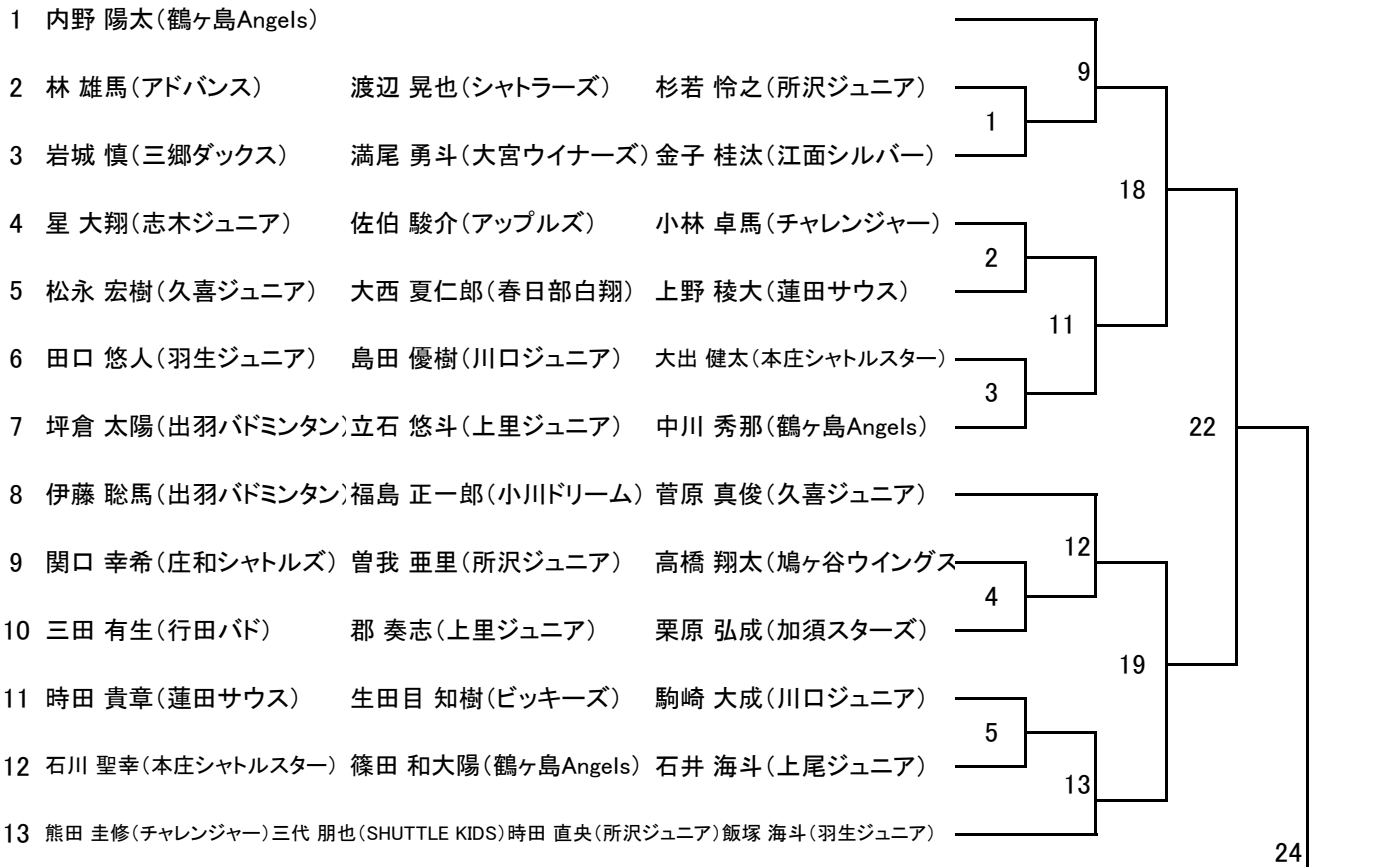 1 内野 陽太(鶴ヶ島Angels)
9
2 林 雄馬(アドバンス) 渡辺 晃也(シャトラーズ) 杉若 怜之(所沢ジュニア)
1
3 岩城 慎(三郷ダックス) 満尾 勇斗(大宮ウイナーズ) 金子 桂汰(江面シルバー)
18
4 星 大翔(志木ジュニア) 佐伯 駿介(アップルズ) 小林 卓馬(チャレンジャー)
2
5 松永 宏樹(久喜ジュニア) 大西 夏仁郎(春日部白翔) 上野 稜大(蓮田サウス)
11
6 田口 悠人(羽生ジュニア) 島田 優樹(川口ジュニア) 大出 健太(本庄シャトルスター)
3
7 坪倉 太陽(出羽バドミンタン) 立石 悠斗(上里ジュニア) 中川 秀那(鶴ヶ島Angels)
22
8 伊藤 聡馬(出羽バドミンタン) 福島 正一郎(小川ドリーム) 菅原 真俊(久喜ジュニア)
12
9 関口 幸希(庄和シャトルズ) 曽我 亜里(所沢ジュニア) 高橋 翔太(鳩ヶ谷ウイングス
4
10 三田 有生(行田バド) 郡 奏志(上里ジュニア) 栗原 弘成(加須スターズ)
19
11 時田 貴章(蓮田サウス) 生田目 知樹(ビッキーズ) 駒崎 大成(川口ジュニア)
5
12 石川 聖幸(本庄シャトルスター) 篠田 和大陽(鶴ヶ島Angels) 石井 海斗(上尾ジュニア)
13
13 熊田 圭修(チャレンジャー) 三代 朋也(SHUTTLE KIDS) 時田 直央(所沢ジュニア) 飯塚 海斗(羽生ジュニア)
24